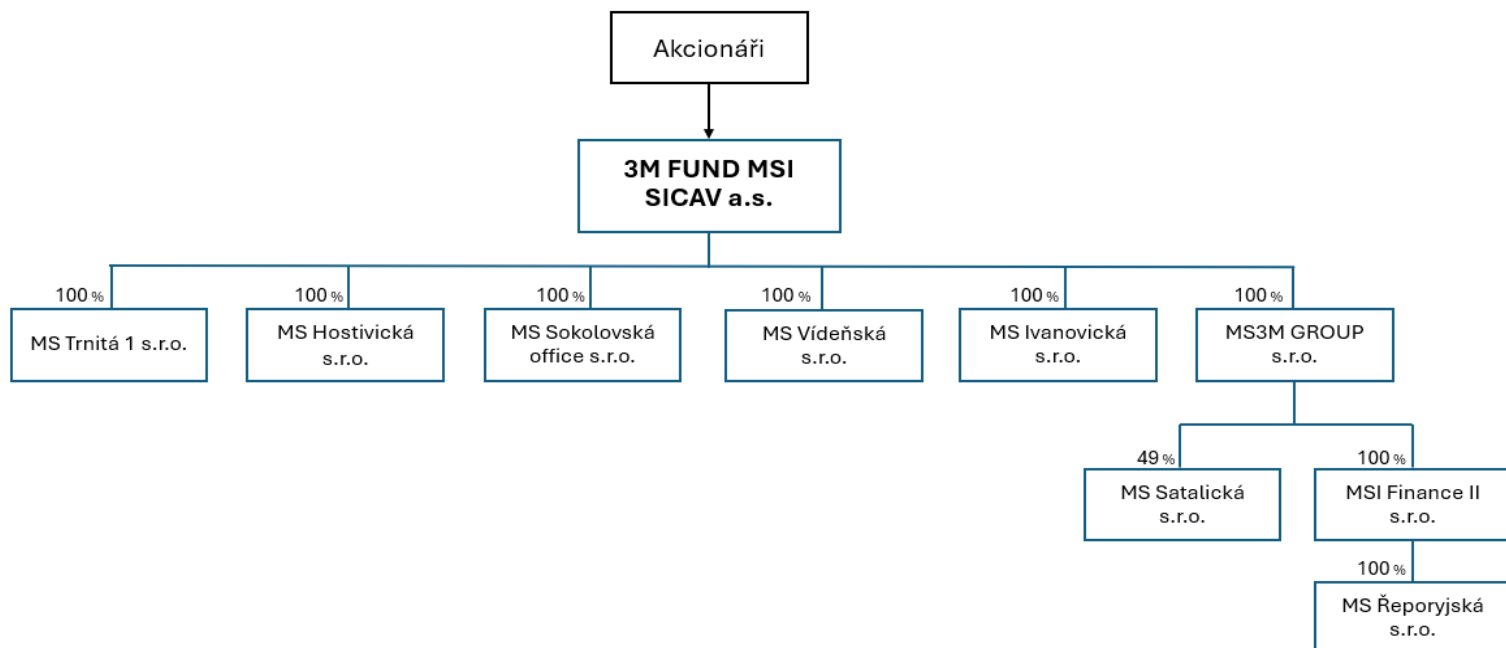 Akcionáři
3M FUND MSI
SICAV a.s.
100 %
100 %
100 %
100 %
100 %
100 %
MS Trnitá 1 s.r.o.
MS Hostivická
s.r.o.
MS Sokolovská
office s.r.o.
MS Vídeňská
s.r.o.
MS Ivanovická
s.r.o.
MS3M GROUP
s.r.o.
49 %
100 %
MS Satalická
s.r.o.
MSI Finance II
s.r.o.
100 %
MS Řeporyjská
s.r.o.